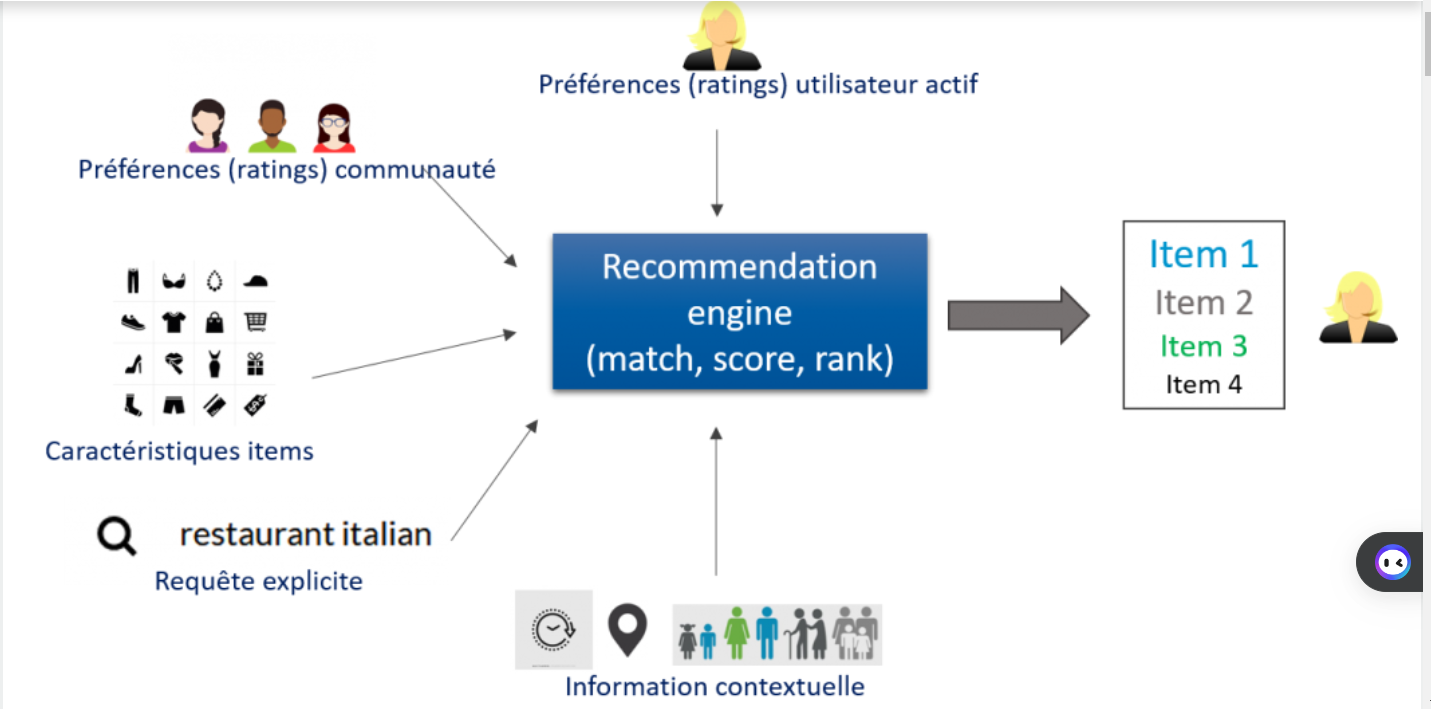 Préférences (ratings) utilisateur actif
Préférences (ratings) communauté
Recommendation
engine
(match, score, rank)
Item 1
Item 2
Item 3
Item 4
Caractéristiques items
restaurant italian
Requête explicite
Information contextuelle